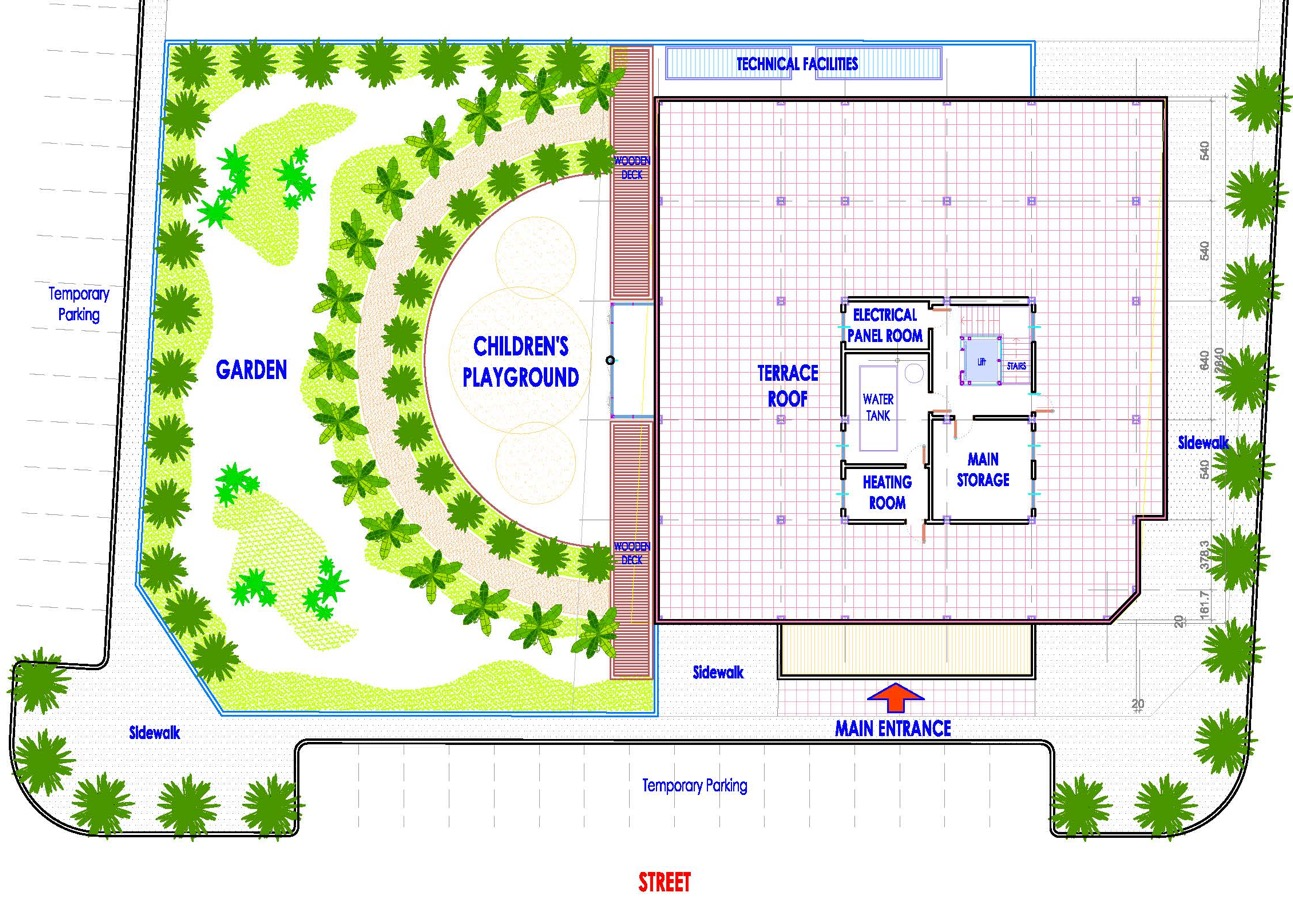 TECHNICAL FACILITIES
WOODEN
DECK
540
540
Temporary
Parking
ELECTRICAL
PANEL ROOM
GARDEN
CHILDREN'S
PLAYGROUND
TERRACE
ROOF
Lift
STAIRS
640
2840
WATER
TANK
Sidewalk
MAIN
STORAGE
540
HEATING
ROOM
WOODEN
DECK
378,3
161.7
20
Sidewalk
20
Sidewalk
MAIN ENTRANCE
Temporary Parking
STREET